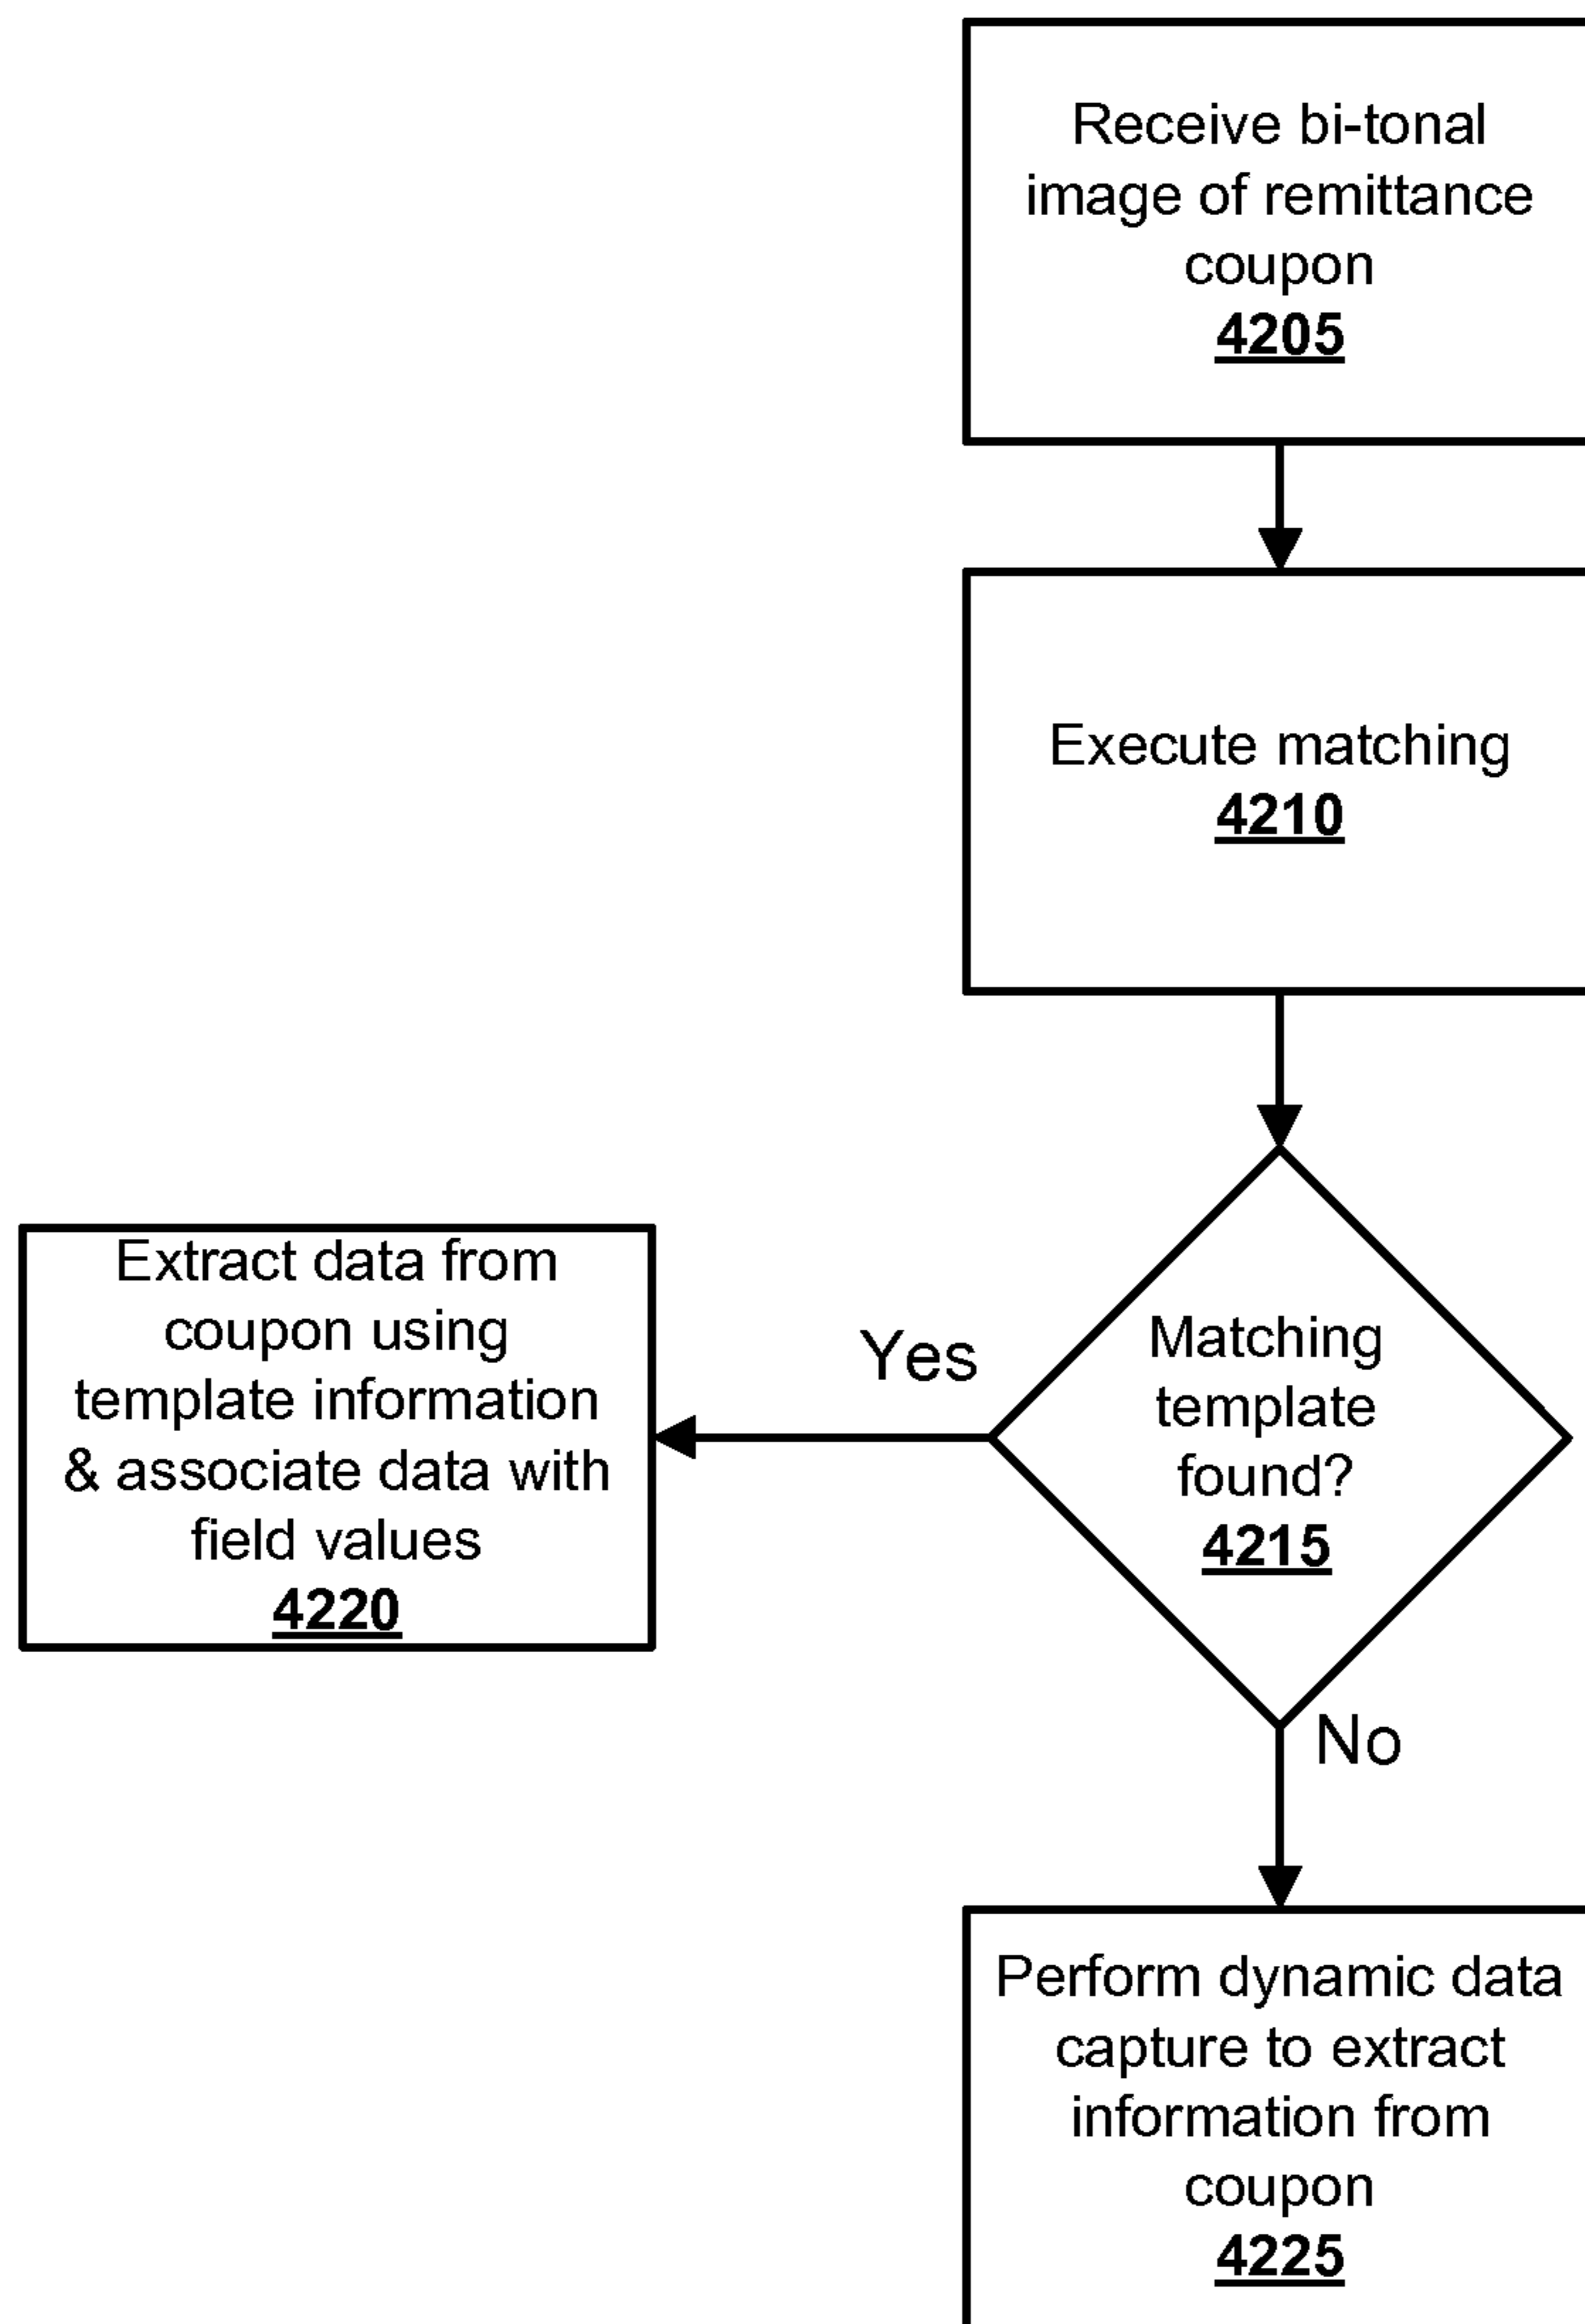 Receive bi-tonal
image of remittance
coupon
4205
Execute matching
4210
Matching
template
found?
4215
Yes
Extract data from
coupon using
template information
& associate data with
field values
4220
No
Perform dynamic data
capture to extract
information from
coupon
4225